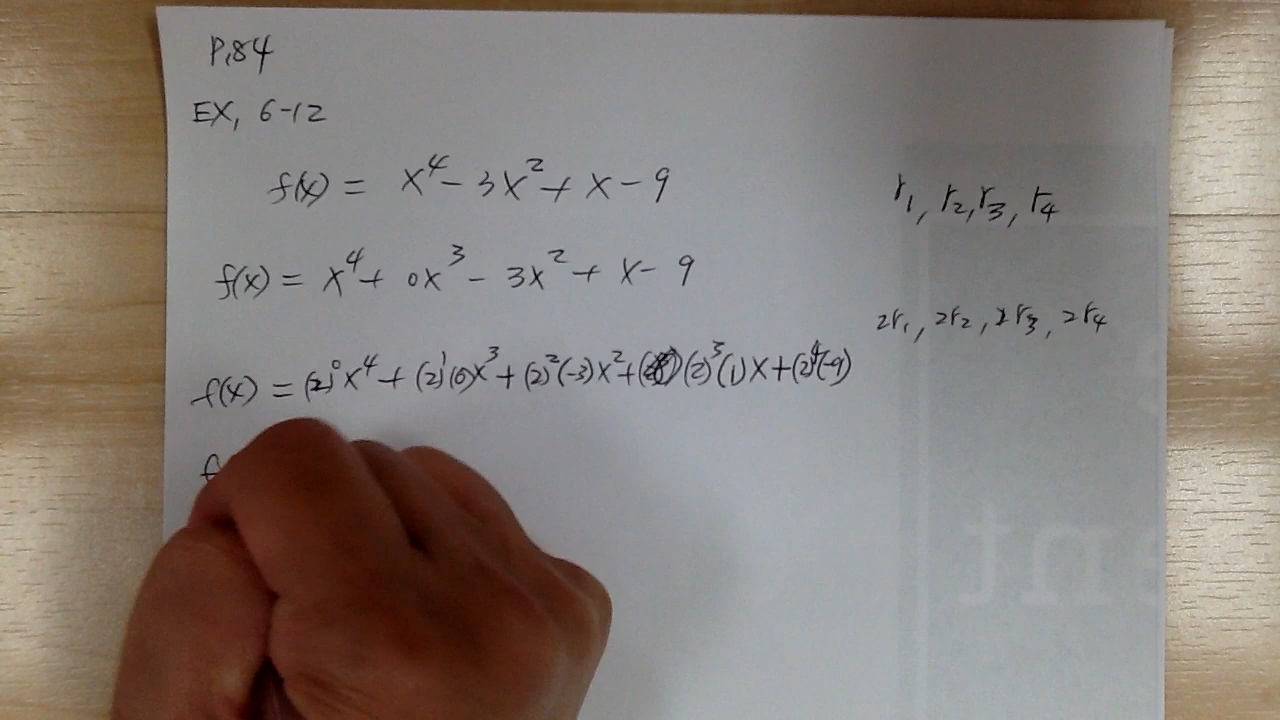 P.84
EX, 6-12
f(x) = x⁴ - 3x² + x - 9
r₁, r₂, r₃, r₄
f(x) = x⁴ + 0x³ - 3x² + x - 9
2r₁, 2r₂, 2r₃, 2r₄
f(x) = (2)⁰x⁴ + (2)¹(0)x³ + (2)²(-3)x² + (2)³(1)x + (2)⁴(-9)
f